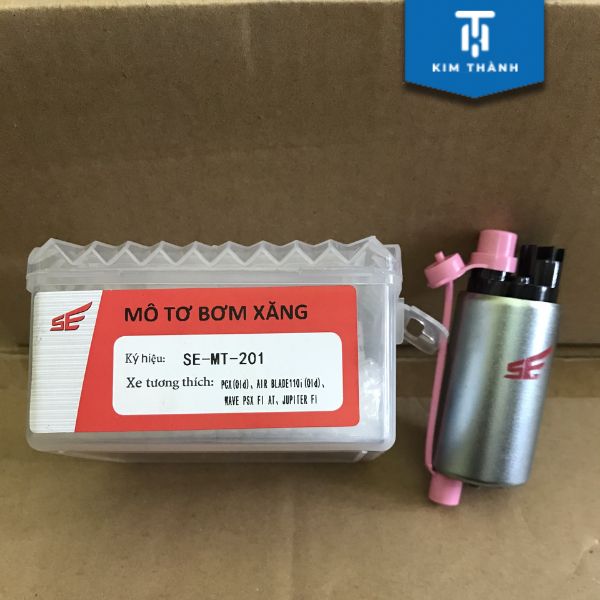 KIM THÀNH
SE
MÔ TƠ BƠM XĂNG
Ký hiệu: SE-MT-201
Xe tương thích: PCX(Old)、AIR BLADE110i(Old)、
WAVE PSX FI AT、JUPITER FI
SE